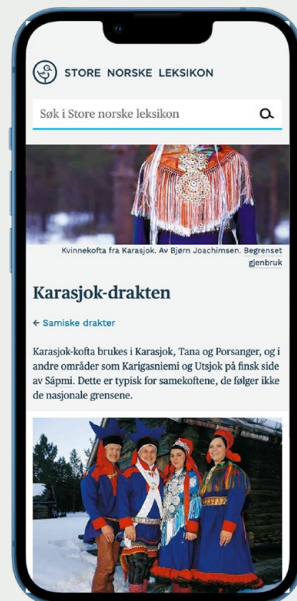 STORE NORSKE LEKSIKON
Søk i Store norske leksikon
Kvinnekofta fra Karasjok. Av Bjørn Joachimsen. Begrenset
gjenbruk
Karasjok-drakten
← Samiske drakter
Karasjok-kofta brukes i Karasjok, Tana og Porsanger, og i
andre områder som Karigasniemi og Utsjok på finsk side
av Sápmi. Dette er typisk for samekoftene, de følger ikke
de nasjonale grensene.